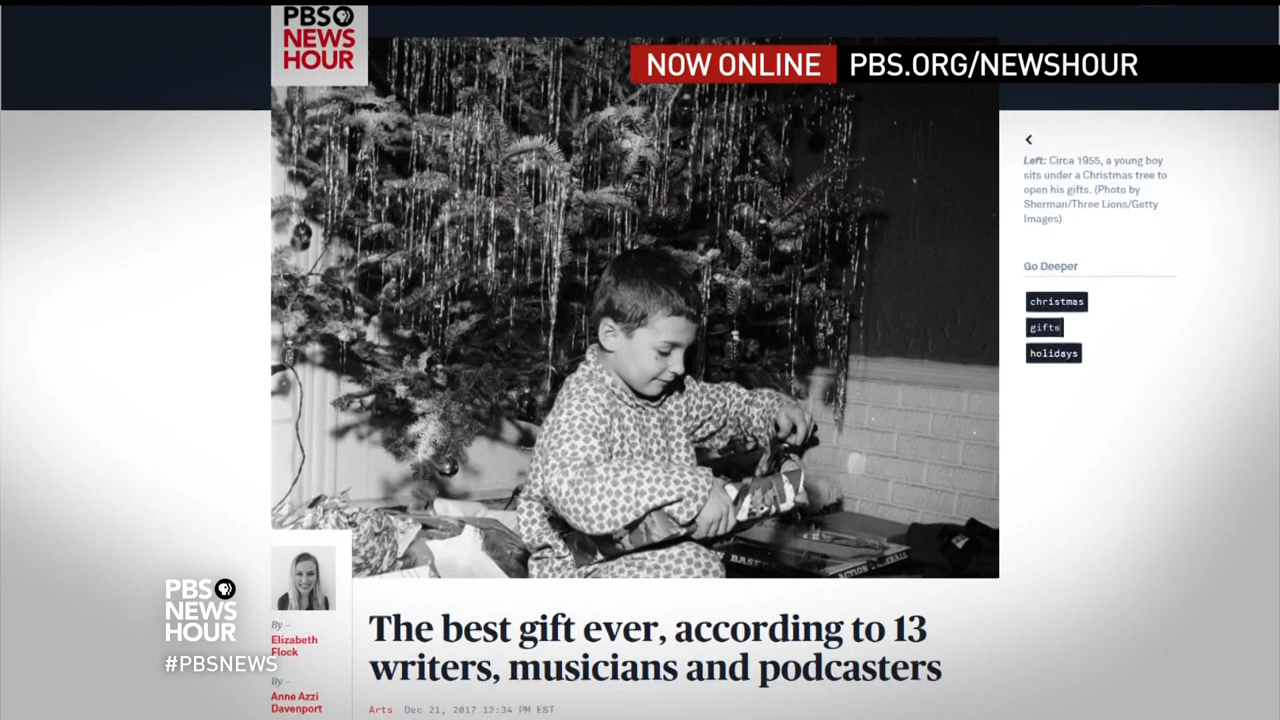 PBS
NEWS
HOUR
NOW ONLINE
PBS.ORG/NEWSHOUR
Left: Circa 1955, a young boy
sits under a Christmas tree to
open his gifts. (Photo by
Sherman/Three Lions/Getty
Images)
Go Deeper
christmas
gifts
holidays
ACTION
By —
Elizabeth
Flock
By —
Anne Azzi
Davenport
The best gift ever, according to 13
writers, musicians and podcasters
Arts Dec 21, 2017 12:34 PM EST
PBS
NEWS
HOUR
#PBSNEWS